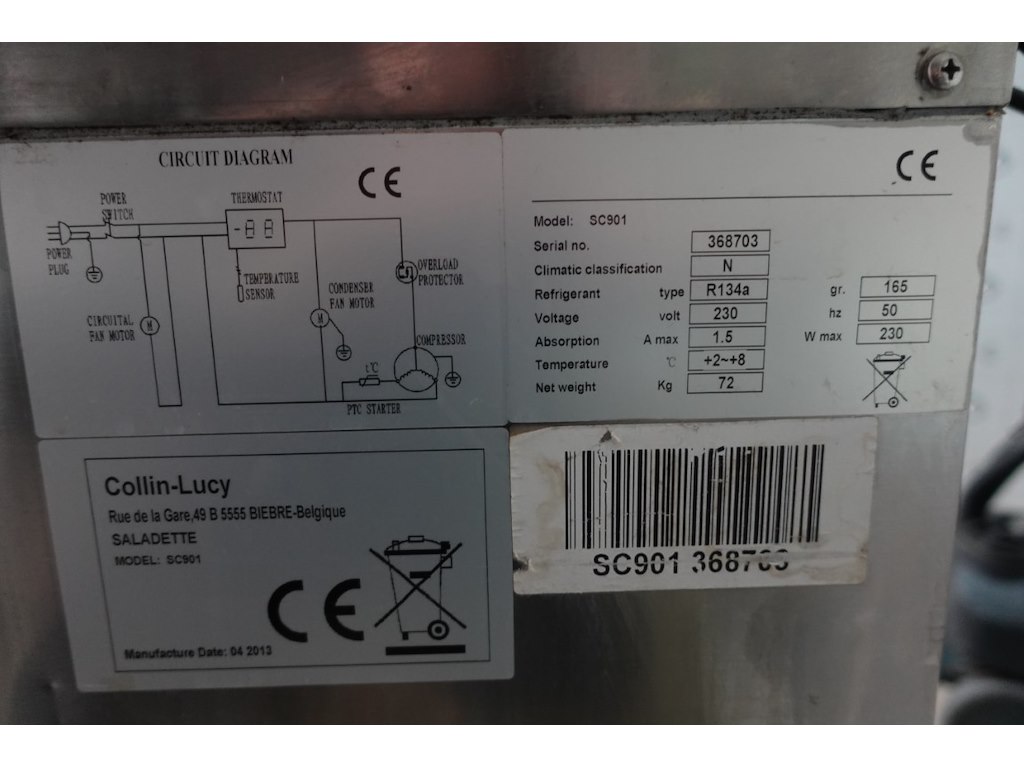 CIRCUIT DIAGRAM
CE
POWER
SWITCH
THERMOSTAT
-88
POWER
PLUG
TEMPERATURE
SENSOR
CONDENSER
FAN MOTOR
OVERLOAD
PROTECTOR
CIRCUITAL
FAN MOTOR
M
M
COMPRESSOR
t℃
PTC STARTER
CE
Model: SC901
Serial no. 368703
Climatic classification N
Refrigerant type R134a gr. 165
Voltage volt 230 hz 50
Absorption A max 1.5 W max 230
Temperature ℃ +2~+8
Net weight Kg 72
Collin-Lucy
Rue de la Gare,49 B 5555 BIEBRE-Belgique
SALADETTE
MODEL: SC901
CE
Manufacture Date: 04 2013
SC901 368703